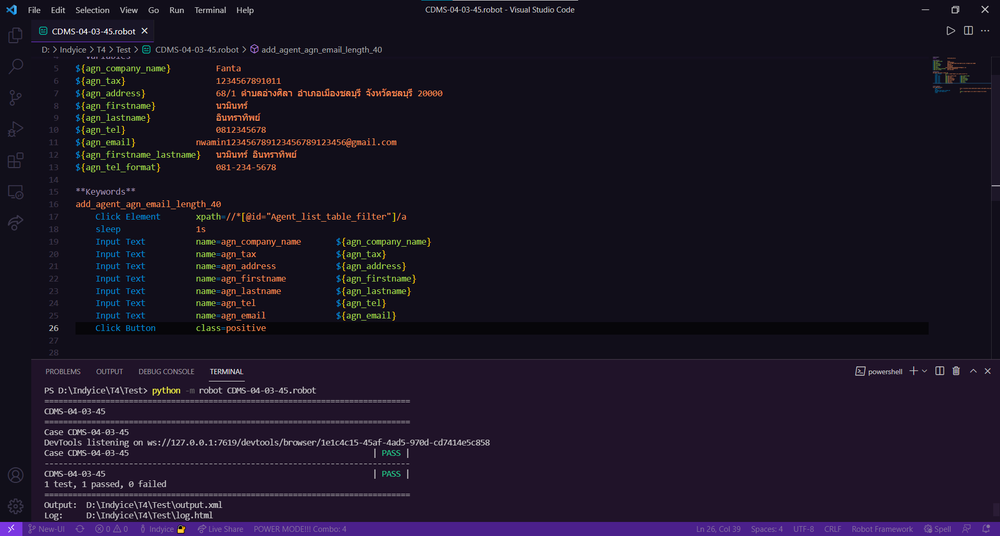 File Edit Selection View Go Run Terminal Help
CDMS-04-03-45.robot - Visual Studio Code
CDMS-04-03-45.robot
D: > Indyice > T4 > Test > CDMS-04-03-45.robot > add_agent_agn_email_length_40
5 ${agn_company_name} Fanta
6 ${agn_tax} 1234567891011
7 ${agn_address} 68/1 ตำบลอ่างศิลา อำเภอเมืองชลบุรี จังหวัดชลบุรี 20000
8 ${agn_firstname} นวมินทร์
9 ${agn_lastname} อินทราทิพย์
10 ${agn_tel} 0812345678
11 ${agn_email} nwamin123456789123456789123456@gmail.com
12 ${agn_firstname_lastname} นวมินทร์ อินทราทิพย์
13 ${agn_tel_format} 081-234-5678
14
15 **Keywords**
16 add_agent_agn_email_length_40
17 Click Element xpath=//*[@id="Agent_list_table_filter"]/a
18 sleep 1s
19 Input Text name=agn_company_name ${agn_company_name}
20 Input Text name=agn_tax ${agn_tax}
21 Input Text name=agn_address ${agn_address}
22 Input Text name=agn_firstname ${agn_firstname}
23 Input Text name=agn_lastname ${agn_lastname}
24 Input Text name=agn_tel ${agn_tel}
25 Input Text name=agn_email ${agn_email}
26 Click Button class=positive
27
28
PROBLEMS OUTPUT DEBUG CONSOLE TERMINAL powershell
PS D:\Indyice\T4\Test> python -m robot CDMS-04-03-45.robot
==============================================================================
CDMS-04-03-45
==============================================================================
Case CDMS-04-03-45
DevTools listening on ws://127.0.0.1:7619/devtools/browser/1e1c4c15-45af-4ad5-970d-cd7414e5c858
Case CDMS-04-03-45 | PASS |
------------------------------------------------------------------------------
CDMS-04-03-45 | PASS |
1 test, 1 passed, 0 failed
==============================================================================
Output: D:\Indyice\T4\Test\output.xml
Log: D:\Indyice\T4\Test\log.html
New-UI 0 0 Indyice Live Share POWER MODE!!! Combo: 4 Ln 26, Col 39 Spaces: 4 UTF-8 CRLF Robot Framework Spell